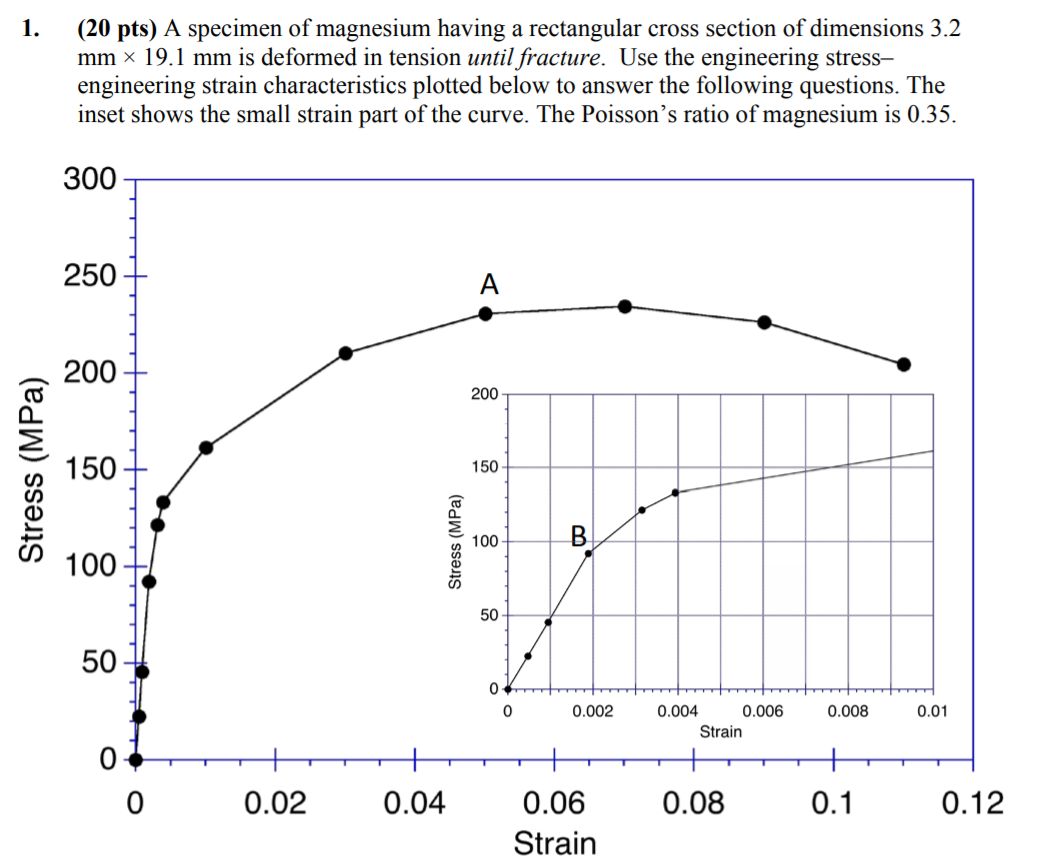 1. (20 pts) A specimen of magnesium having a rectangular cross section of dimensions 3.2
mm × 19.1 mm is deformed in tension until fracture. Use the engineering stress–
engineering strain characteristics plotted below to answer the following questions. The
inset shows the small strain part of the curve. The Poisson’s ratio of magnesium is 0.35.
300
250
A
200
200
150
150
Stress (MPa)
Stress (MPa)
B
100
100
50
50
0
0 0.002 0.004 0.006 0.008 0.01
Strain
0
0 0.02 0.04 0.06 0.08 0.1 0.12
Strain